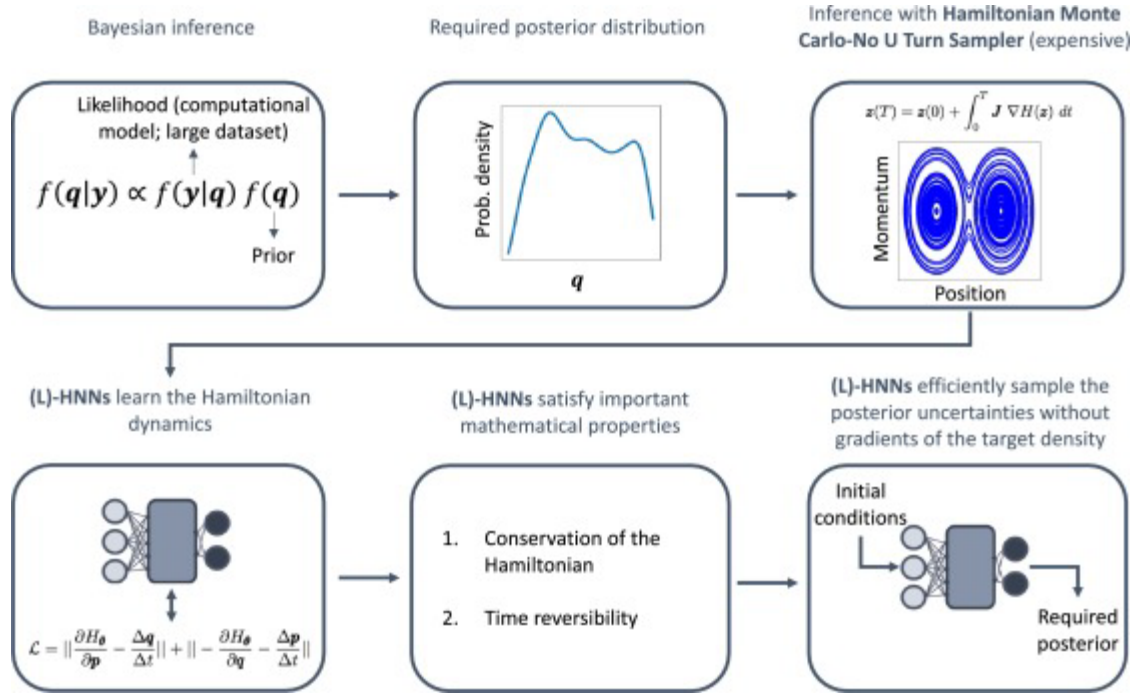 Bayesian inference
Likelihood (computational
model; large dataset)
f(q|y) ∝ f(y|q) f(q)
Prior
Required posterior distribution
Prob. density
q
Inference with Hamiltonian Monte
Carlo-No U Turn Sampler (expensive)
z(T) = z(0) + ∫₀ᵀ J ∇H(z) dt
Momentum
Position
(L)-HNNs learn the Hamiltonian
dynamics
ℒ = ||∂H_θ/∂p − Δq/Δt|| + || − ∂H_θ/∂q − Δp/Δt||
(L)-HNNs satisfy important
mathematical properties
1. Conservation of the
Hamiltonian
2. Time reversibility
(L)-HNNs efficiently sample the
posterior uncertainties without
gradients of the target density
Initial
conditions
Required
posterior